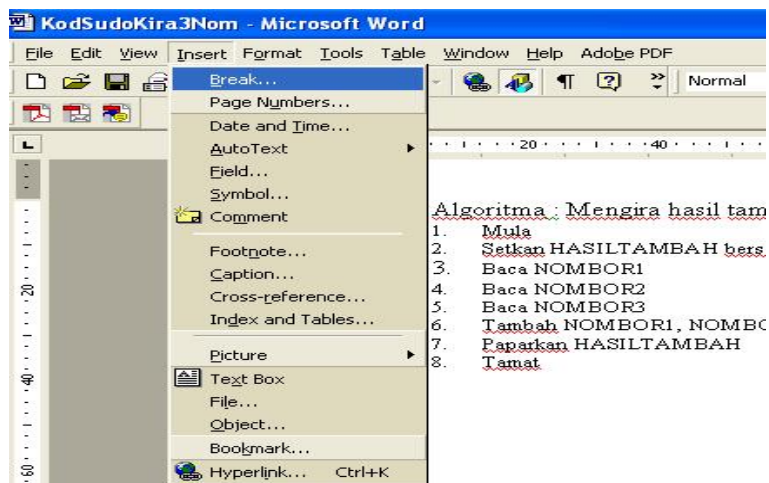 KodSudoKira3Nom - Microsoft Word
File Edit View Insert Format Tools Table Window Help Adobe PDF
Normal
Break...
Page Numbers...
Date and Time...
AutoText
Field...
Symbol...
Comment
Footnote...
Caption...
Cross-reference...
Index and Tables...
Picture
Text Box
File...
Object...
Bookmark...
Hyperlink... Ctrl+K
20 40
20
40
60
Algoritma : Mengira hasil tam
1. Mula
2. Setkan HASILTAMBAH bers
3. Baca NOMBOR1
4. Baca NOMBOR2
5. Baca NOMBOR3
6. Tambah NOMBOR1, NOMBO
7. Paparkan HASILTAMBAH
8. Tamat